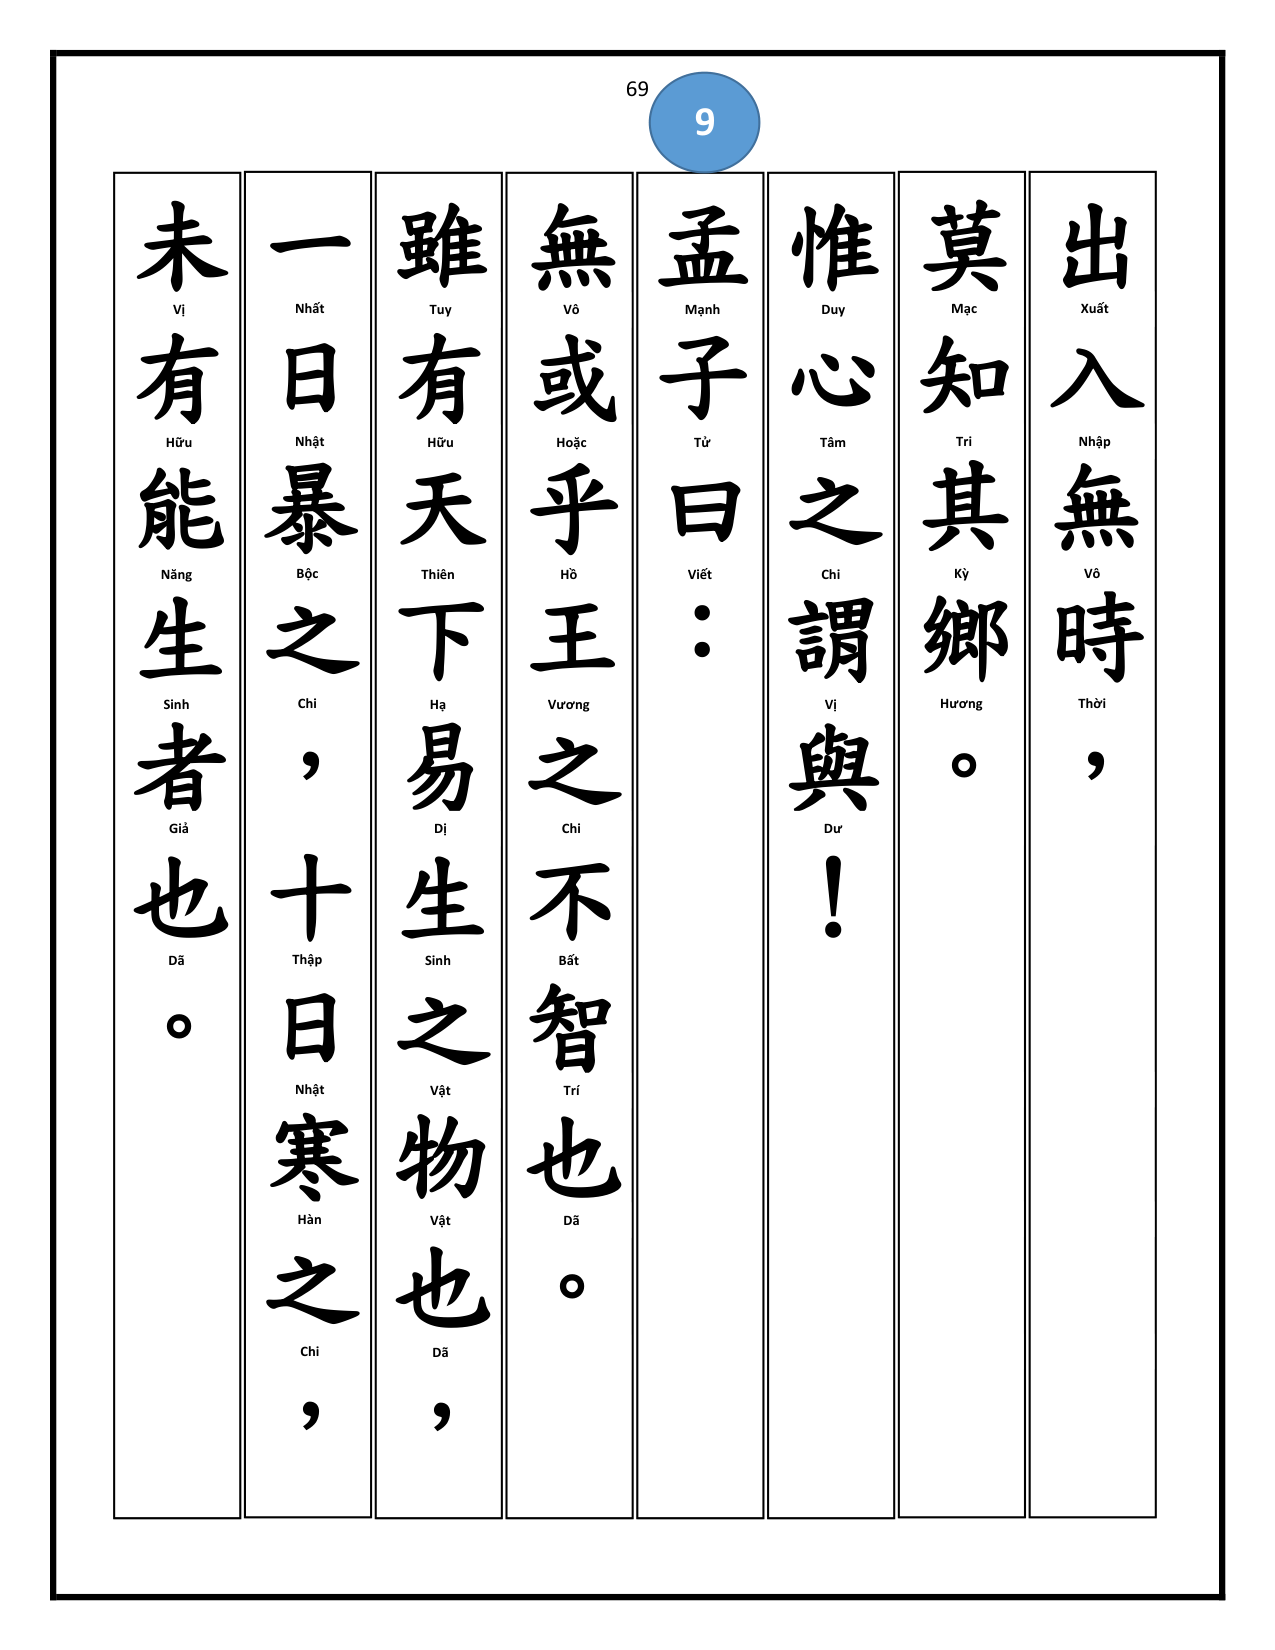 69
9
出入無時，
Xuất Nhập Vô Thời
莫知其鄉。
Mạc Tri Kỳ Hương
惟心之謂與！
Duy Tâm Chi Vị Dư
孟子曰：
Mạnh Tử Viết
無或乎王之不智也。
Vô Hoặc Hồ Vương Chi Bất Trí Dã
雖有天下易生之物也，
Tuy Hữu Thiên Hạ Dị Sinh Vật Vật Dã
一日暴之，十日寒之，
Nhất Nhật Bộc Chi Thập Nhật Hàn Chi
未有能生者也。
Vị Hữu Năng Sinh Giả Dã